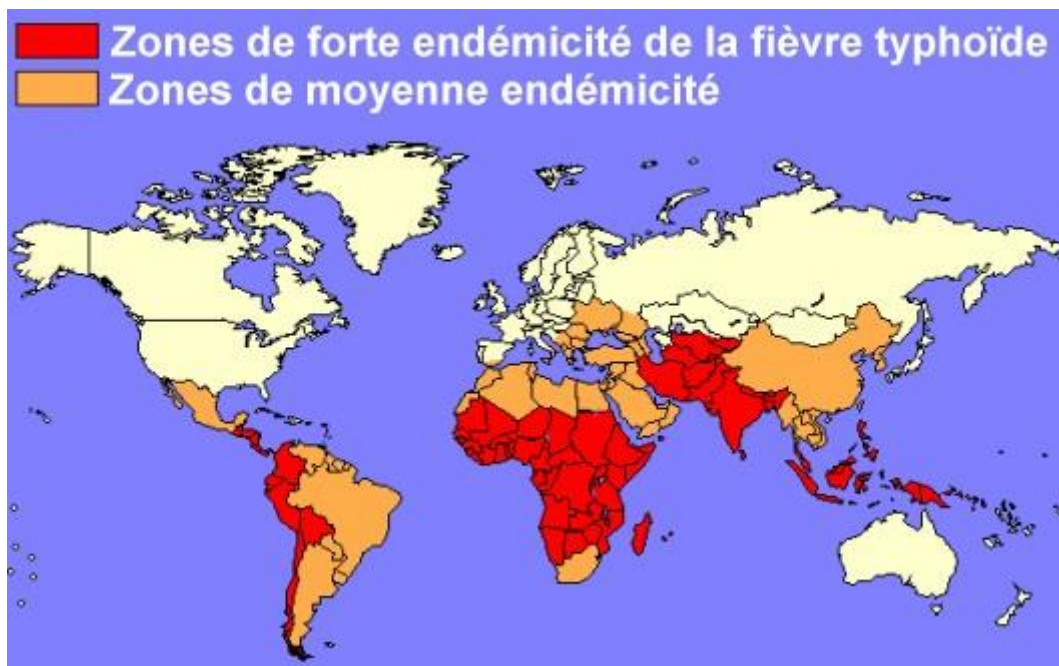 Zones de forte endémicité de la fièvre typhoïde
Zones de moyenne endémicité